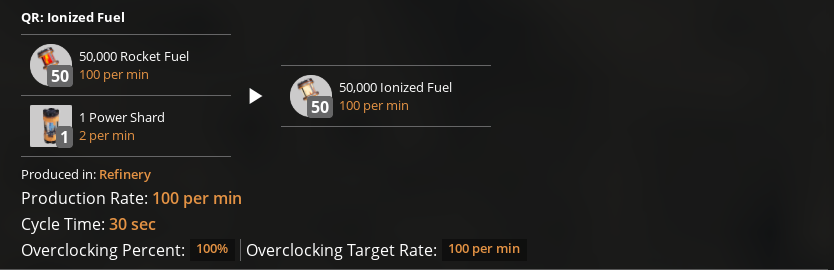 QR: Ionized Fuel
50,000 Rocket Fuel
50
100 per min
1 Power Shard
1
2 per min
50,000 Ionized Fuel
50
100 per min
Produced in: Refinery
Production Rate: 100 per min
Cycle Time: 30 sec
Overclocking Percent: 100% Overclocking Target Rate: 100 per min